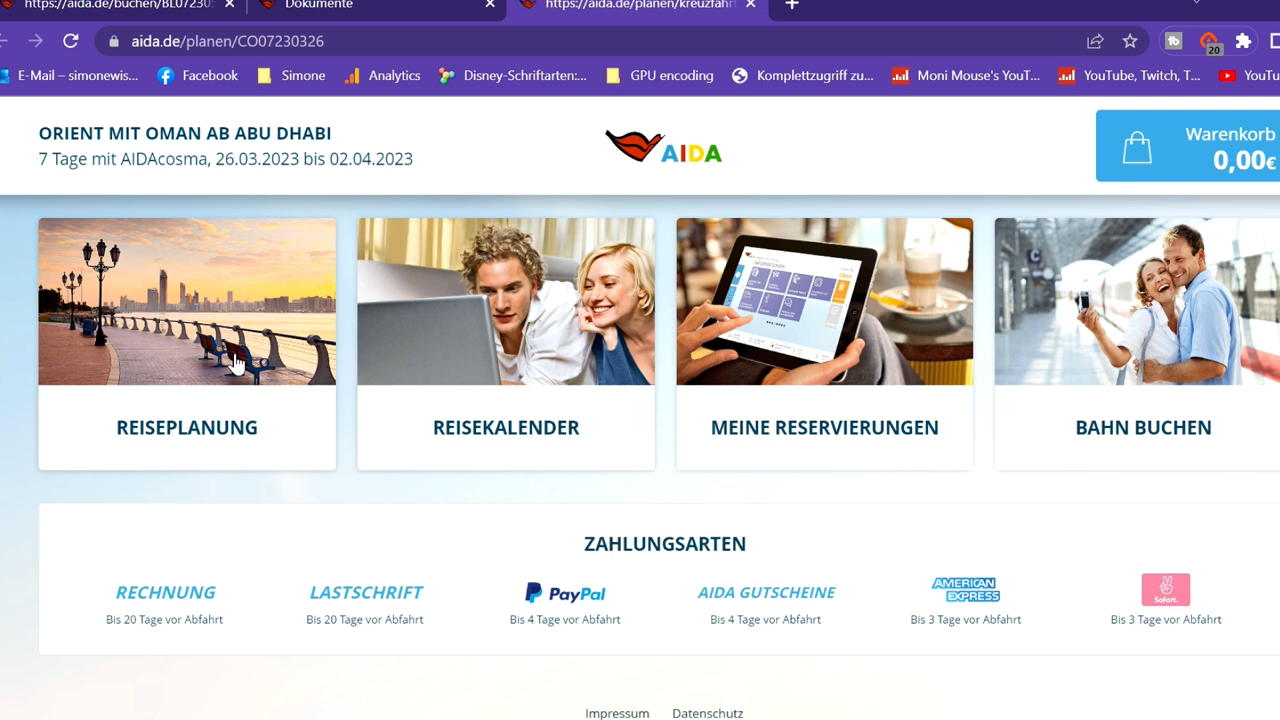 https://aida.de/buchen/BL07230
Dokumente
https://aida.de/planen/kreuzfahrt
aida.de/planen/CO07230326
20
E-Mail – simonewis...
Facebook
Simone
Analytics
Disney-Schriftarten:...
GPU encoding
Komplettzugriff zu...
Moni Mouse's YouT...
YouTube, Twitch, T...
YouTu
ORIENT MIT OMAN AB ABU DHABI
7 Tage mit AIDAcosma, 26.03.2023 bis 02.04.2023
AIDA
Warenkorb
0,00€
REISEPLANUNG
REISEKALENDER
MEINE RESERVIERUNGEN
BAHN BUCHEN
ZAHLUNGSARTEN
RECHNUNG
Bis 20 Tage vor Abfahrt
LASTSCHRIFT
Bis 20 Tage vor Abfahrt
PayPal
Bis 4 Tage vor Abfahrt
AIDA GUTSCHEINE
Bis 4 Tage vor Abfahrt
AMERICAN
EXPRESS
Bis 3 Tage vor Abfahrt
Sofort.
Bis 3 Tage vor Abfahrt
Impressum
Datenschutz